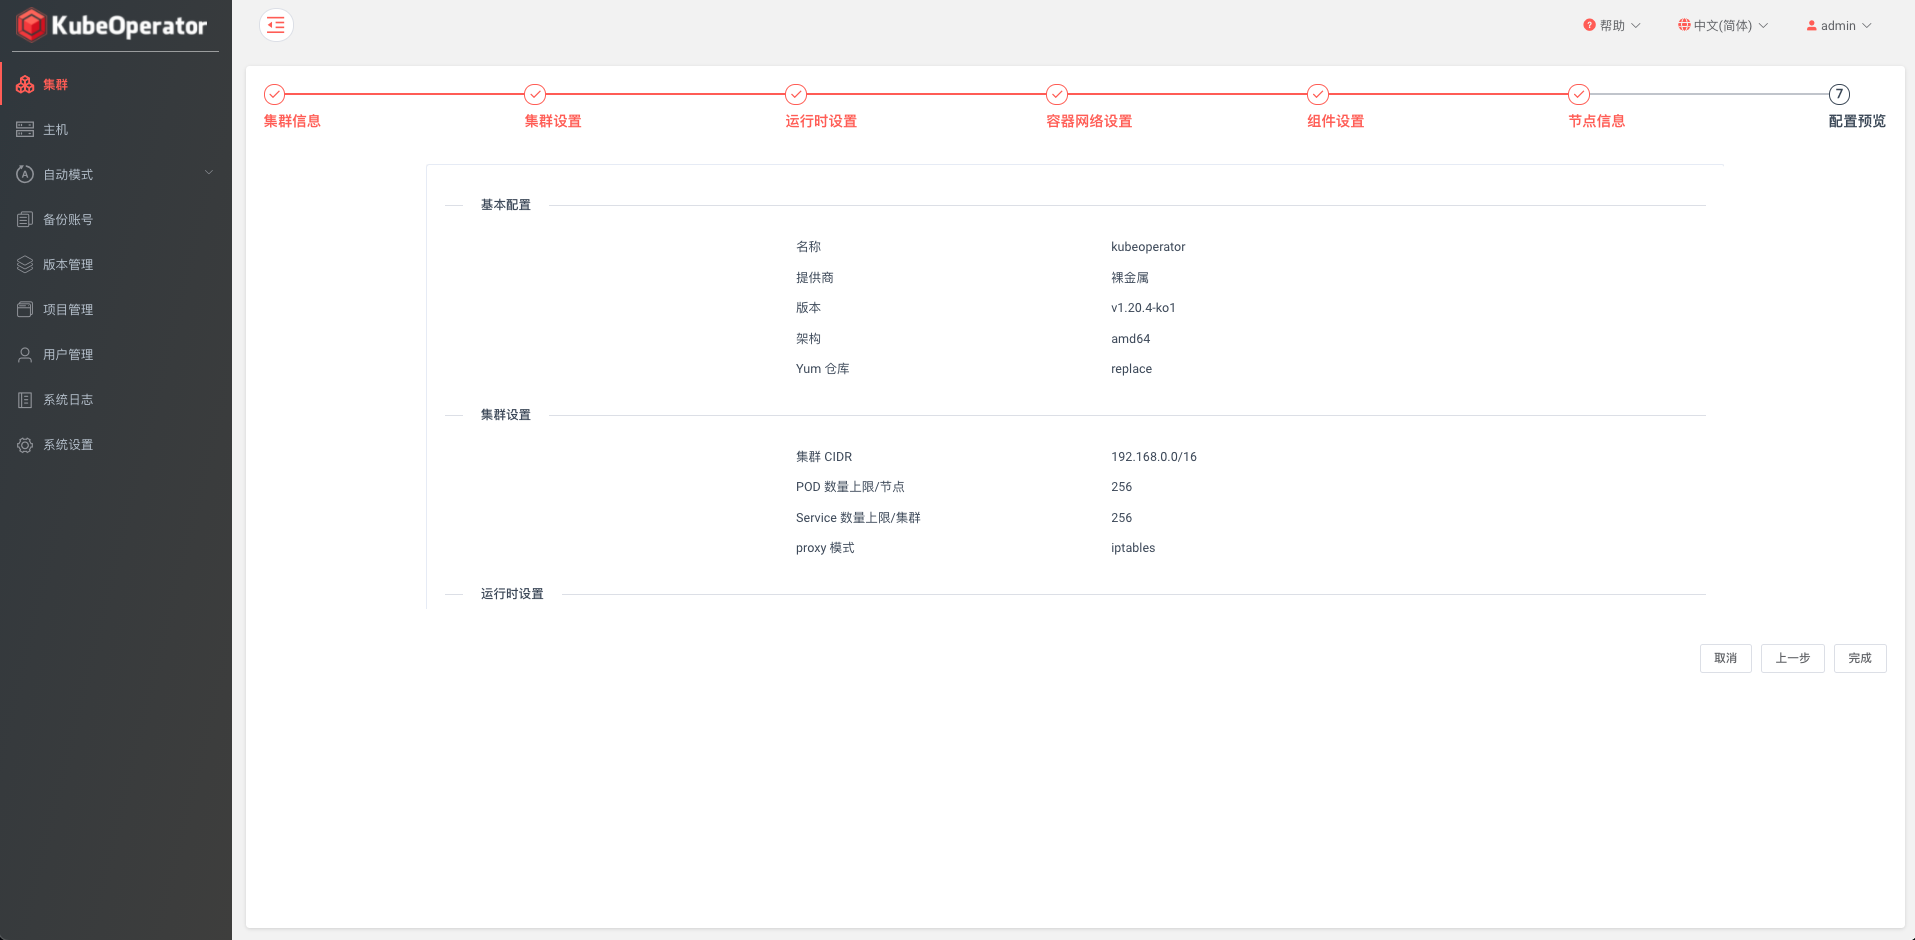 KubeOperator
帮助
中文(简体)
admin
集群
主机
自动模式
备份账号
版本管理
项目管理
用户管理
系统日志
系统设置
7
集群信息
集群设置
运行时设置
容器网络设置
组件设置
节点信息
配置预览
基本配置
名称 kubeoperator
提供商 裸金属
版本 v1.20.4-ko1
架构 amd64
Yum 仓库 replace
集群设置
集群 CIDR 192.168.0.0/16
POD 数量上限/节点 256
Service 数量上限/集群 256
proxy 模式 iptables
运行时设置
取消 上一步 完成